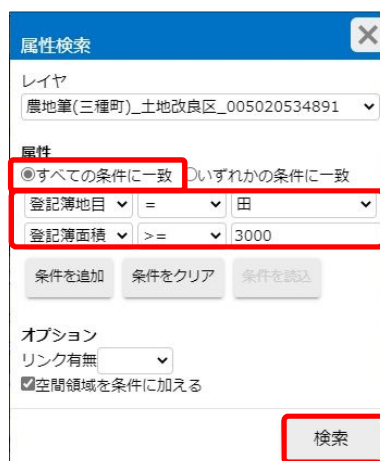 属性検索
レイヤ
農地筆(三種町)_土地改良区_005020534891
属性
すべての条件に一致 いずれかの条件に一致
登記簿地目 = 田
登記簿面積 >= 3000
条件を追加 条件をクリア 条件を読込
オプション
リンク有無
空間領域を条件に加える
検索